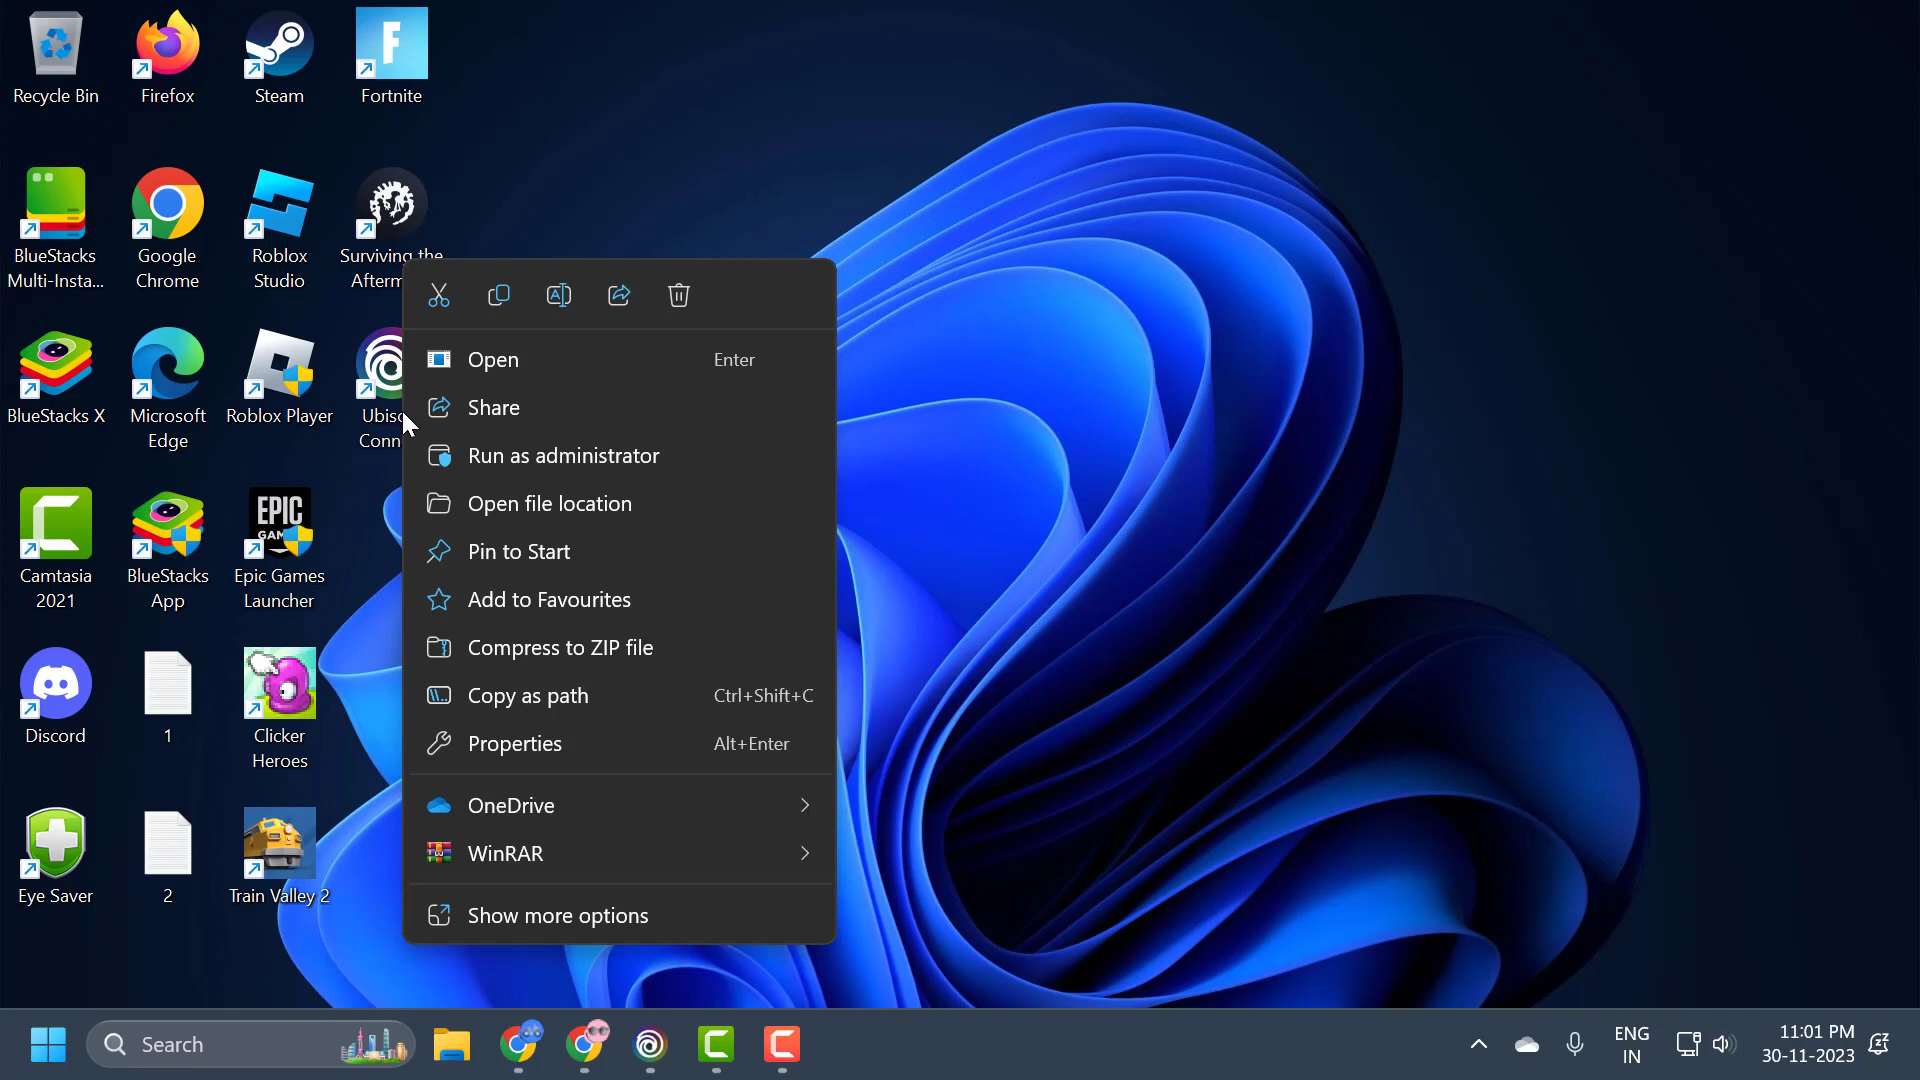 Recycle Bin
Firefox
Steam
Fortnite
BlueStacks
Multi-Insta...
Google
Chrome
Roblox
Studio
Surviving the
Afterm
BlueStacks X
Microsoft
Edge
Roblox Player
Ubiso
Conn
Camtasia
2021
BlueStacks
App
EPIC
GAM
Epic Games
Launcher
Discord
1
Clicker
Heroes
Eye Saver
2
Train Valley 2
Open Enter
Share
Run as administrator
Open file location
Pin to Start
Add to Favourites
Compress to ZIP file
Copy as path Ctrl+Shift+C
Properties Alt+Enter
OneDrive
WinRAR
Show more options
Search
ENG
IN
11:01 PM
30-11-2023